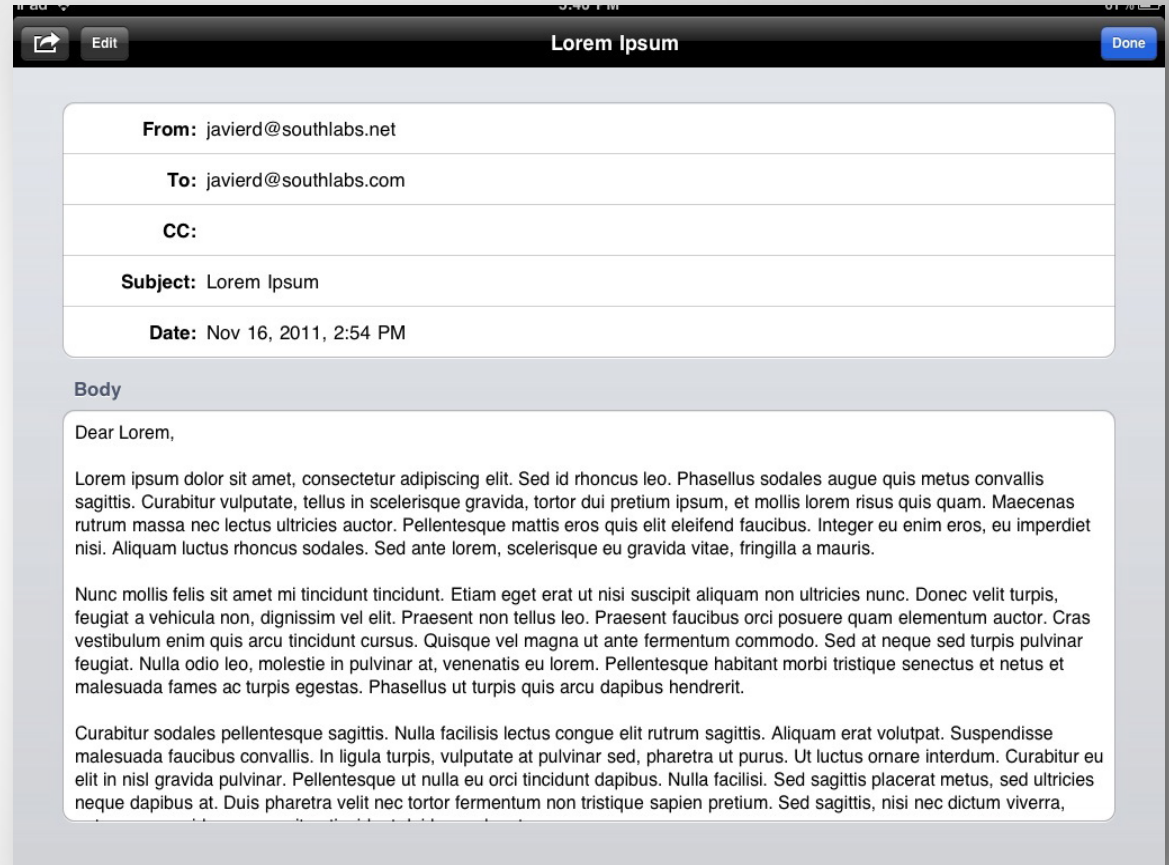 Edit
Lorem Ipsum
Done
From: javierd@southlabs.net
To: javierd@southlabs.com
CC:
Subject: Lorem Ipsum
Date: Nov 16, 2011, 2:54 PM
Body
Dear Lorem,
Lorem ipsum dolor sit amet, consectetur adipiscing elit. Sed id rhoncus leo. Phasellus sodales augue quis metus convallis
sagittis. Curabitur vulputate, tellus in scelerisque gravida, tortor dui pretium ipsum, et mollis lorem risus quis quam. Maecenas
rutrum massa nec lectus ultricies auctor. Pellentesque mattis eros quis elit eleifend faucibus. Integer eu enim eros, eu imperdiet
nisi. Aliquam luctus rhoncus sodales. Sed ante lorem, scelerisque eu gravida vitae, fringilla a mauris.
Nunc mollis felis sit amet mi tincidunt tincidunt. Etiam eget erat ut nisi suscipit aliquam non ultricies nunc. Donec velit turpis,
feugiat a vehicula non, dignissim vel elit. Praesent non tellus leo. Praesent faucibus orci posuere quam elementum auctor. Cras
vestibulum enim quis arcu tincidunt cursus. Quisque vel magna ut ante fermentum commodo. Sed at neque sed turpis pulvinar
feugiat. Nulla odio leo, molestie in pulvinar at, venenatis eu lorem. Pellentesque habitant morbi tristique senectus et netus et
malesuada fames ac turpis egestas. Phasellus ut turpis quis arcu dapibus hendrerit.
Curabitur sodales pellentesque sagittis. Nulla facilisis lectus congue elit rutrum sagittis. Aliquam erat volutpat. Suspendisse
malesuada faucibus convallis. In ligula turpis, vulputate at pulvinar sed, pharetra ut purus. Ut luctus ornare interdum. Curabitur eu
elit in nisl gravida pulvinar. Pellentesque ut nulla eu orci tincidunt dapibus. Nulla facilisi. Sed sagittis placerat metus, sed ultricies
neque dapibus at. Duis pharetra velit nec tortor fermentum non tristique sapien pretium. Sed sagittis, nisi nec dictum viverra,